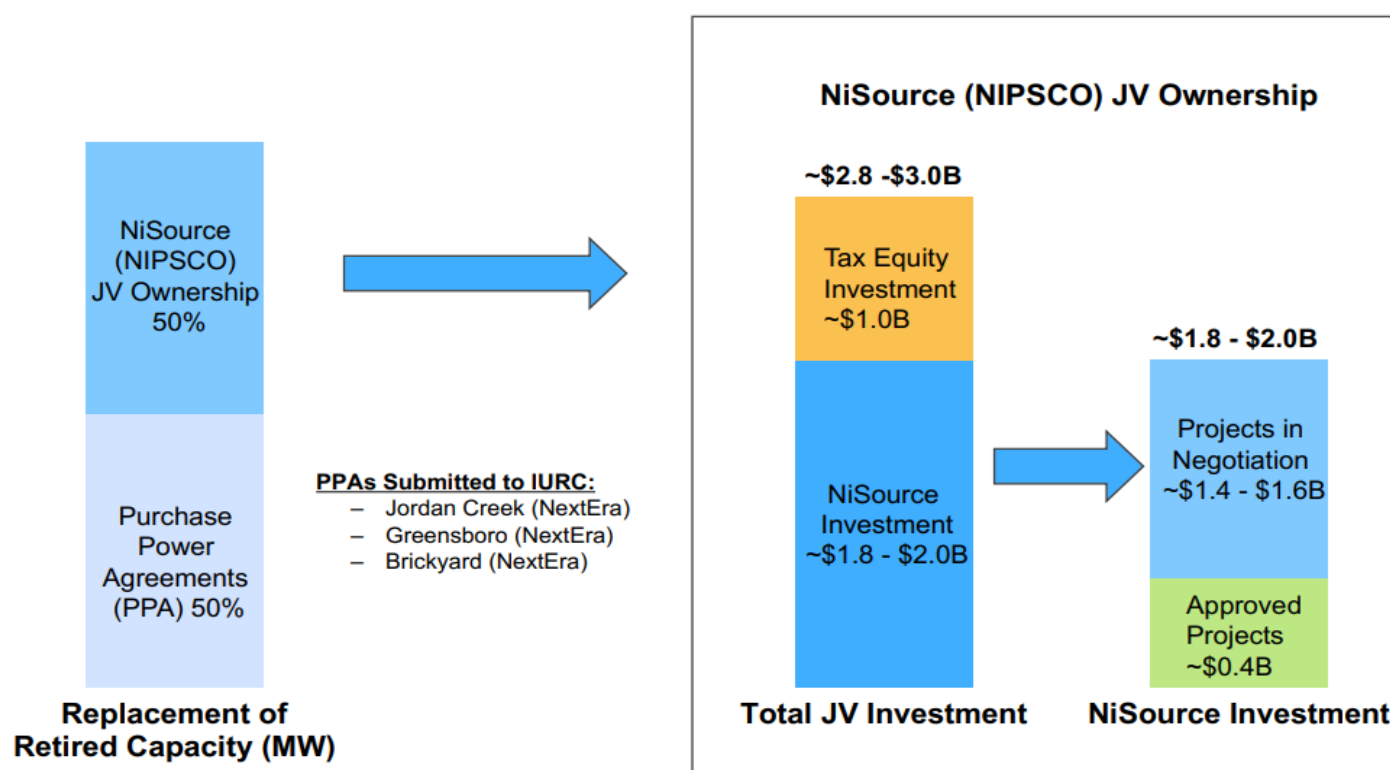 NiSource
(NIPSCO)
JV Ownership
50%
Purchase
Power
Agreements
(PPA) 50%
Replacement of
Retired Capacity (MW)
PPAs Submitted to IURC:
– Jordan Creek (NextEra)
– Greensboro (NextEra)
– Brickyard (NextEra)
NiSource (NIPSCO) JV Ownership
~$2.8 -$3.0B
Tax Equity
Investment
~$1.0B
NiSource
Investment
~$1.8 - $2.0B
Total JV Investment
~$1.8 - $2.0B
Projects in
Negotiation
~$1.4 - $1.6B
Approved
Projects
~$0.4B
NiSource Investment